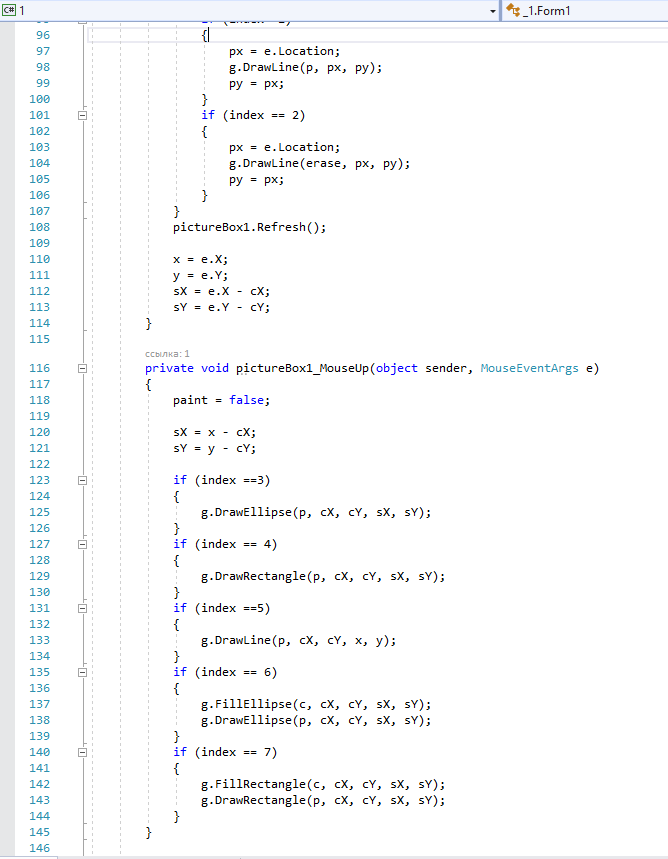 C# 1 _1.Form1
if (index
96 {
97 px = e.Location;
98 g.DrawLine(p, px, py);
99 py = px;
100 }
101 if (index == 2)
102 {
103 px = e.Location;
104 g.DrawLine(erase, px, py);
105 py = px;
106 }
107 }
108 pictureBox1.Refresh();
109
110 x = e.X;
111 y = e.Y;
112 sX = e.X - cX;
113 sY = e.Y - cY;
114 }
115
ссылка: 1
116 private void pictureBox1_MouseUp(object sender, MouseEventArgs e)
117 {
118 paint = false;
119
120 sX = x - cX;
121 sY = y - cY;
122
123 if (index ==3)
124 {
125 g.DrawEllipse(p, cX, cY, sX, sY);
126 }
127 if (index == 4)
128 {
129 g.DrawRectangle(p, cX, cY, sX, sY);
130 }
131 if (index ==5)
132 {
133 g.DrawLine(p, cX, cY, x, y);
134 }
135 if (index == 6)
136 {
137 g.FillEllipse(c, cX, cY, sX, sY);
138 g.DrawEllipse(p, cX, cY, sX, sY);
139 }
140 if (index == 7)
141 {
142 g.FillRectangle(c, cX, cY, sX, sY);
143 g.DrawRectangle(p, cX, cY, sX, sY);
144 }
145 }
146